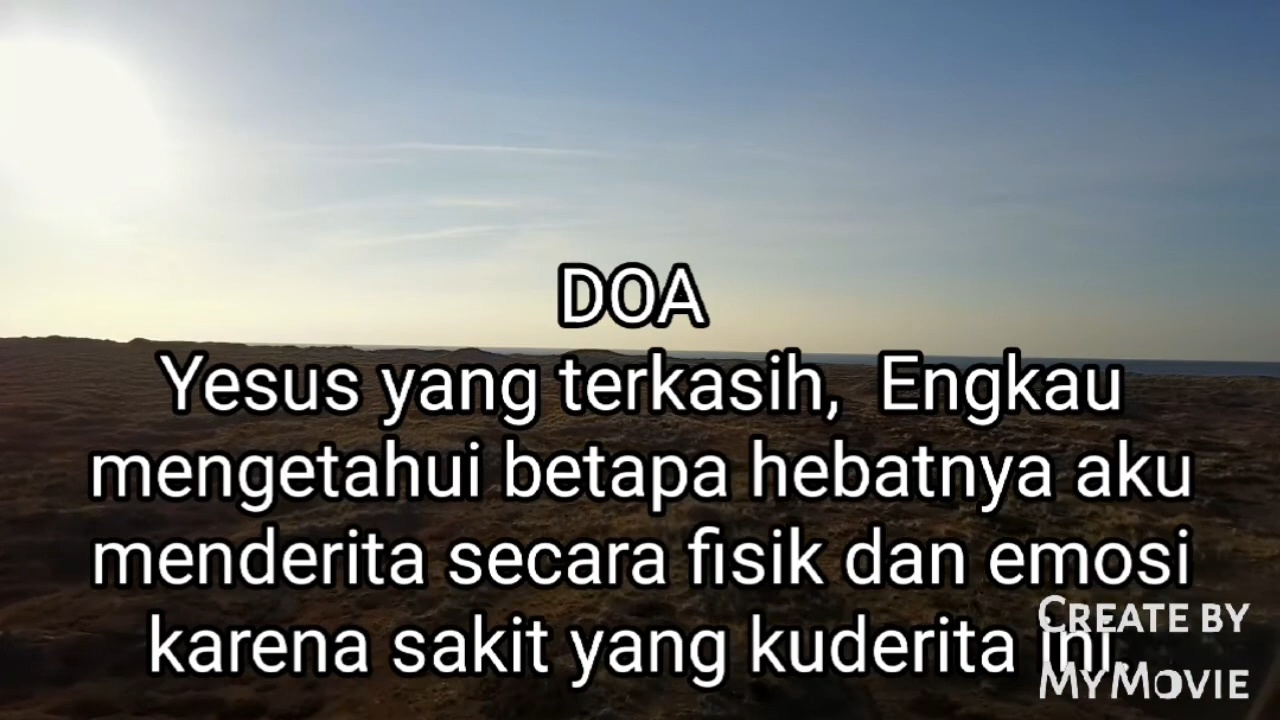 DOA
Yesus yang terkasih, Engkau
mengetahui betapa hebatnya aku
menderita secara fisik dan emosi
karena sakit yang kuderita ini.
CREATE BY
MYMOVIE